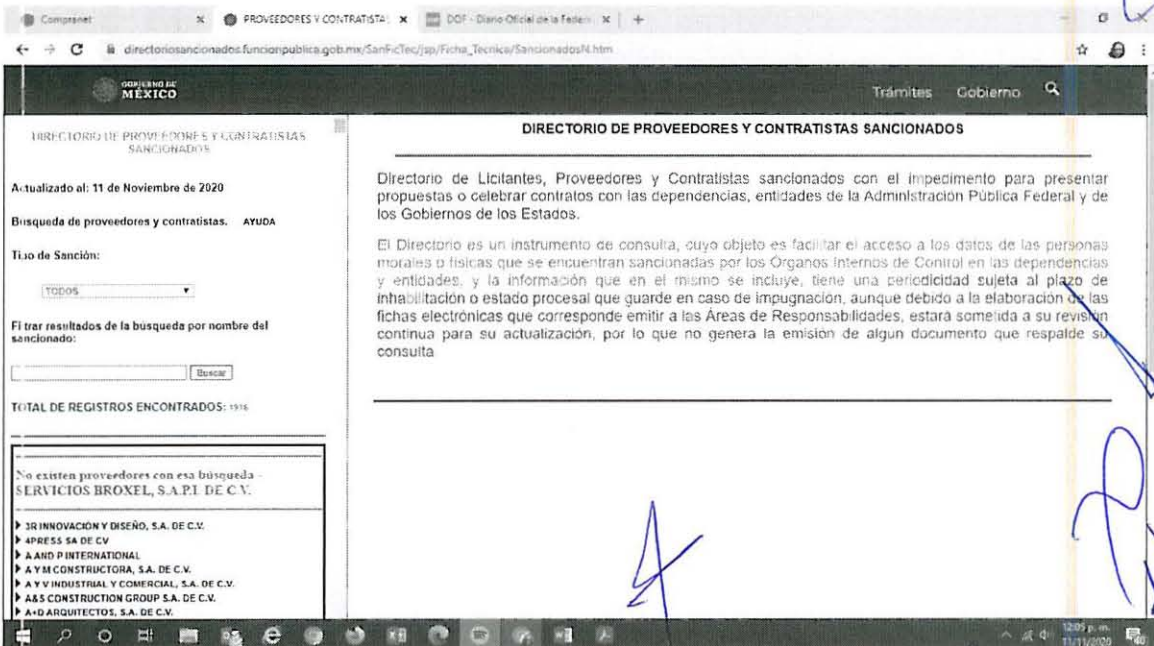 Compranet
PROVEEDORES Y CONTRATISTA
DOF - Diario Oficial de la Federa
directoriosancionados.funcionpublica.gob.mx/SanFicTec/jsp/Ficha_Tecnica/SancionadosN.htm
GOBIERNO DE
MÉXICO
Trámites Gobierno
DIRECTORIO DE PROVEEDORES Y CONTRATISTAS
SANCIONADOS
Actualizado al: 11 de Noviembre de 2020
Busqueda de proveedores y contratistas. AYUDA
Tipo de Sanción:
TODOS
Filtrar resultados de la búsqueda por nombre del
sancionado:
Buscar
TOTAL DE REGISTROS ENCONTRADOS: 1916
No existen proveedores con esa búsqueda -
SERVICIOS BROXEL, S.A.P.I. DE C.V.
3R INNOVACIÓN Y DISEÑO, S.A. DE C.V.
4PRESS SA DE CV
A AND P INTERNATIONAL
A Y M CONSTRUCTORA, S.A. DE C.V.
A Y V INDUSTRIAL Y COMERCIAL, S.A. DE C.V.
A&S CONSTRUCTION GROUP S.A. DE C.V.
A+D ARQUITECTOS, S.A. DE C.V.
DIRECTORIO DE PROVEEDORES Y CONTRATISTAS SANCIONADOS
Directorio de Licitantes, Proveedores y Contratistas sancionados con el impedimento para presentar
propuestas o celebrar contratos con las dependencias, entidades de la Administración Pública Federal y de
los Gobiernos de los Estados.
El Directorio es un instrumento de consulta, cuyo objeto es facilitar el acceso a los datos de las personas
morales o físicas que se encuentran sancionadas por los Órganos Internos de Control en las dependencias
y entidades, y la información que en el mismo se incluye, tiene una periodicidad sujeta al plazo de
inhabilitación o estado procesal que guarde en caso de impugnación, aunque debido a la elaboración de las
fichas electrónicas que corresponde emitir a las Áreas de Responsabilidades, estará sometida a su revisión
continua para su actualización, por lo que no genera la emisión de algun documento que respalde su
consulta
12:05 p. m.
11/11/2020